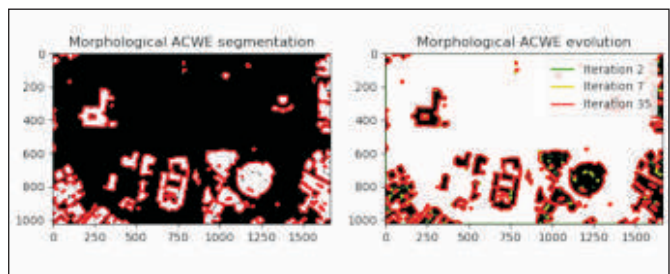 Morphological ACWE segmentation
0
200
400
600
800
1000
0 250 500 750 1000 1250 1500
Morphological ACWE evolution
Iteration 2
Iteration 7
Iteration 35
0
200
400
600
800
1000
0 250 500 750 1000 1250 1500